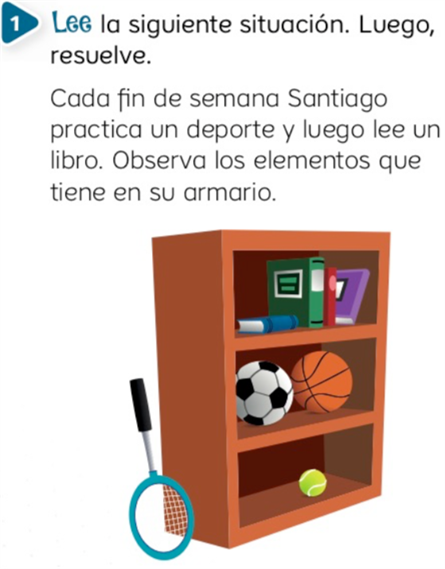 1 Lee la siguiente situación. Luego,
resuelve.
Cada fin de semana Santiago
practica un deporte y luego lee un
libro. Observa los elementos que
tiene en su armario.